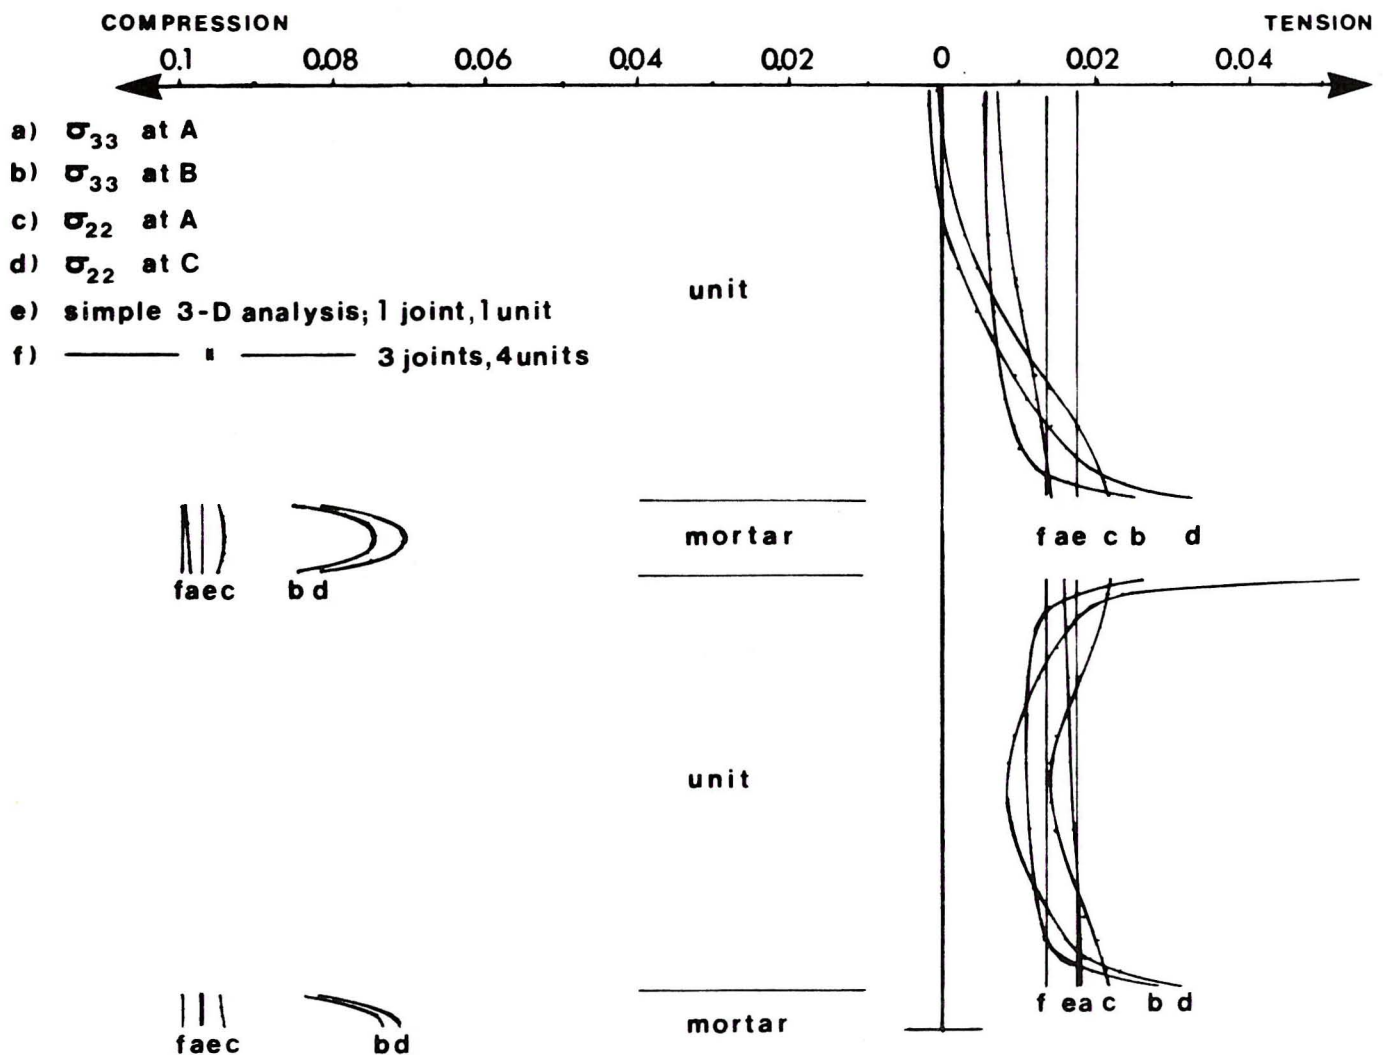 COMPRESSION TENSION
0.1 0.08 0.06 0.04 0.02 0 0.02 0.04
a) σ33 at A
b) σ33 at B
c) σ22 at A
d) σ22 at C
e) simple 3-D analysis; 1 joint, 1 unit
f) ——— " ——— 3 joints, 4 units
unit
mortar
f a e c b d
f a e c b d
unit
f e a c b d
mortar
f a e c b d